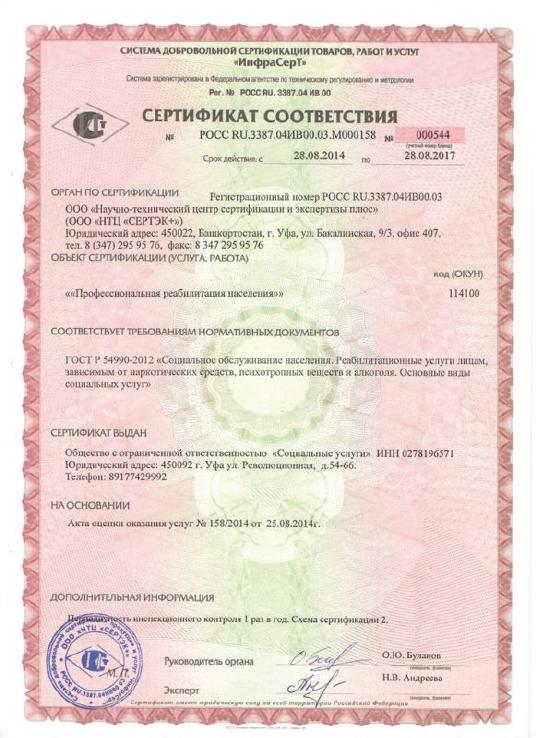 СИСТЕМА ДОБРОВОЛЬНОЙ СЕРТИФИКАЦИИ ТОВАРОВ, РАБОТ И УСЛУГ
«ИнфраСерТ»
Система зарегистрирована в Федеральном агентстве по техническому регулированию и метрологии
Рег. № РОСС RU. 3387.04 ИВ 00
СЕРТИФИКАТ СООТВЕТСТВИЯ
№ РОСС RU.3387.04ИВ00.03.М000158 № 000544
(учетный номер бланка)
Срок действия: с 28.08.2014 по 28.08.2017
ОРГАН ПО СЕРТИФИКАЦИИ Регистрационный номер РОСС RU.3387.04ИВ00.03
ООО «Научно-технический центр сертификации и экспертизы плюс»
(ООО «НТЦ «СЕРТЭК+»)
Юридический адрес: 450022, Башкортостан, г. Уфа, ул. Бакалинская, 9/3, офис 407.
тел. 8 (347) 295 95 76, факс: 8 347 295 95 76
ОБЪЕКТ СЕРТИФИКАЦИИ (УСЛУГА, РАБОТА)
код (ОКУН)
««Профессиональная реабилитация населения»» 114100
СООТВЕТСТВУЕТ ТРЕБОВАНИЯМ НОРМАТИВНЫХ ДОКУМЕНТОВ
ГОСТ Р 54990-2012 «Социальное обслуживание населения. Реабилитационные услуги лицам,
зависимым от наркотических средств, психотропных веществ и алкоголя. Основные виды
социальных услуг»
СЕРТИФИКАТ ВЫДАН
Общество с ограниченной ответственностью «Социальные услуги» ИНН 0278196571
Юридический адрес: 450092 г. Уфа ул. Революционная, д.54-66.
Телефон: 89177429992
НА ОСНОВАНИИ
Акта оценки оказания услуг № 158/2014 от 25.08.2014г.
ДОПОЛНИТЕЛЬНАЯ ИНФОРМАЦИЯ
Периодичность инспекционного контроля 1 раз в год. Схема сертификации 2.
ООО «НТЦ «СЕРТЭК+»
РОСС RU.3387.04ИВ00.03
М.П.
Руководитель органа О.Ю. Буланов
(инициалы, фамилия)
Эксперт Н.В. Андреева
(инициалы, фамилия)
Сертификат имеет юридическую силу на всей территории Российской Федерации